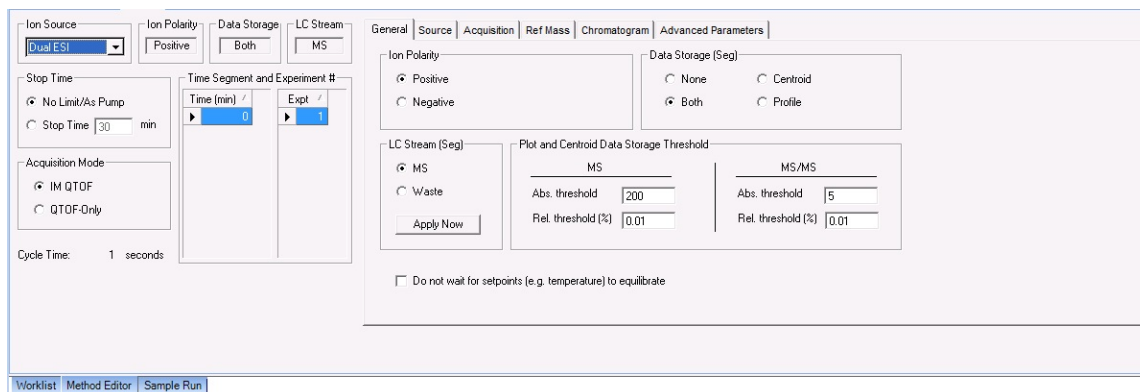 Ion Source
Dual ESI
Ion Polarity
Positive
Data Storage
Both
LC Stream
MS
Stop Time
No Limit/As Pump
Stop Time 30 min
Time Segment and Experiment #
Time (min) Expt
0 1
Acquisition Mode
IM QTOF
QTOF-Only
Cycle Time: 1 seconds
General Source Acquisition Ref Mass Chromatogram Advanced Parameters
Ion Polarity
Positive
Negative
Data Storage (Seg)
None Centroid
Both Profile
LC Stream (Seg)
MS
Waste
Apply Now
Plot and Centroid Data Storage Threshold
MS MS/MS
Abs. threshold 200 Abs. threshold 5
Rel. threshold (%) 0.01 Rel. threshold (%) 0.01
Do not wait for setpoints (e.g. temperature) to equilibrate
Worklist Method Editor Sample Run